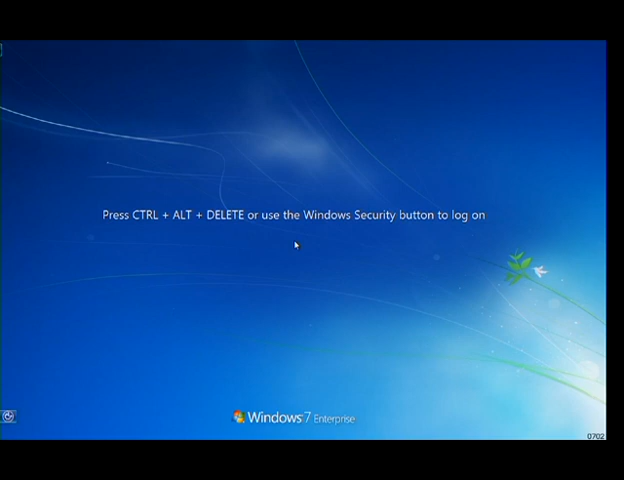 Press CTRL + ALT + DELETE or use the Windows Security button to log on
Windows 7 Enterprise
0702